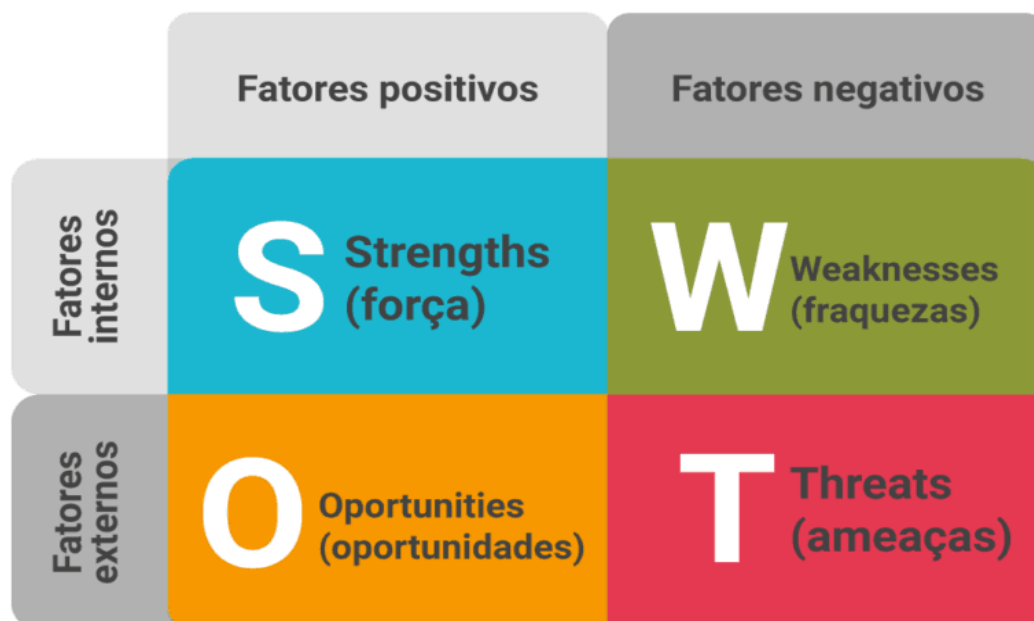 Fatores positivos
Fatores negativos
Fatores
internos
S
Strengths
(força)
W
Weaknesses
(fraquezas)
Fatores
externos
O
Oportunities
(oportunidades)
T
Threats
(ameaças)